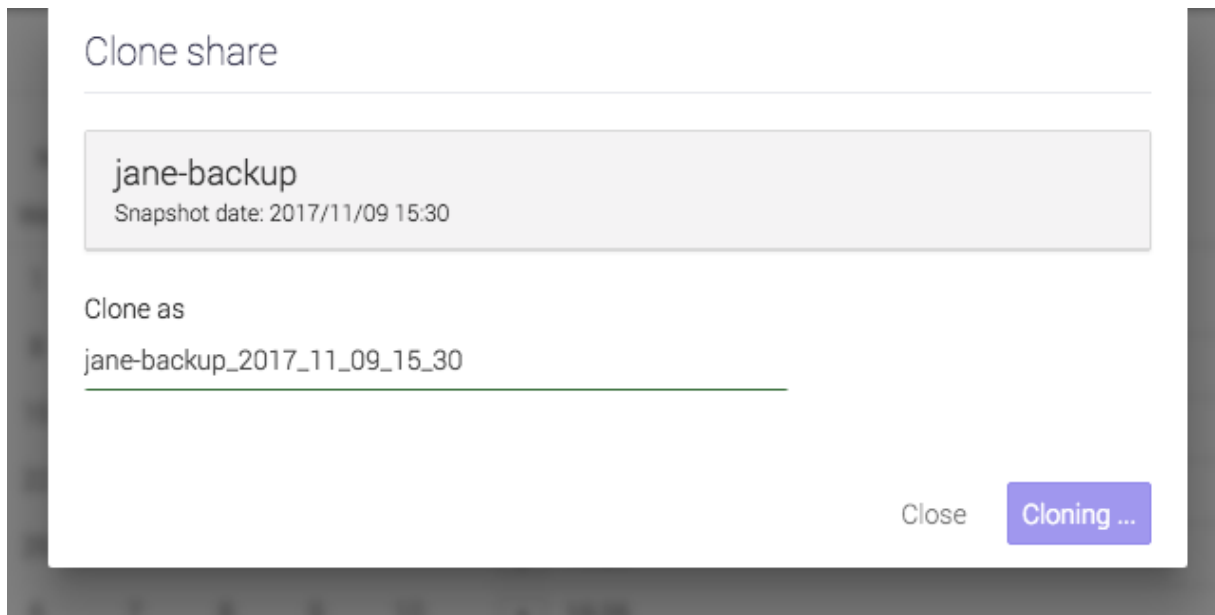 Clone share
jane-backup
Snapshot date: 2017/11/09 15:30
Clone as
jane-backup_2017_11_09_15_30
Close
Cloning ...